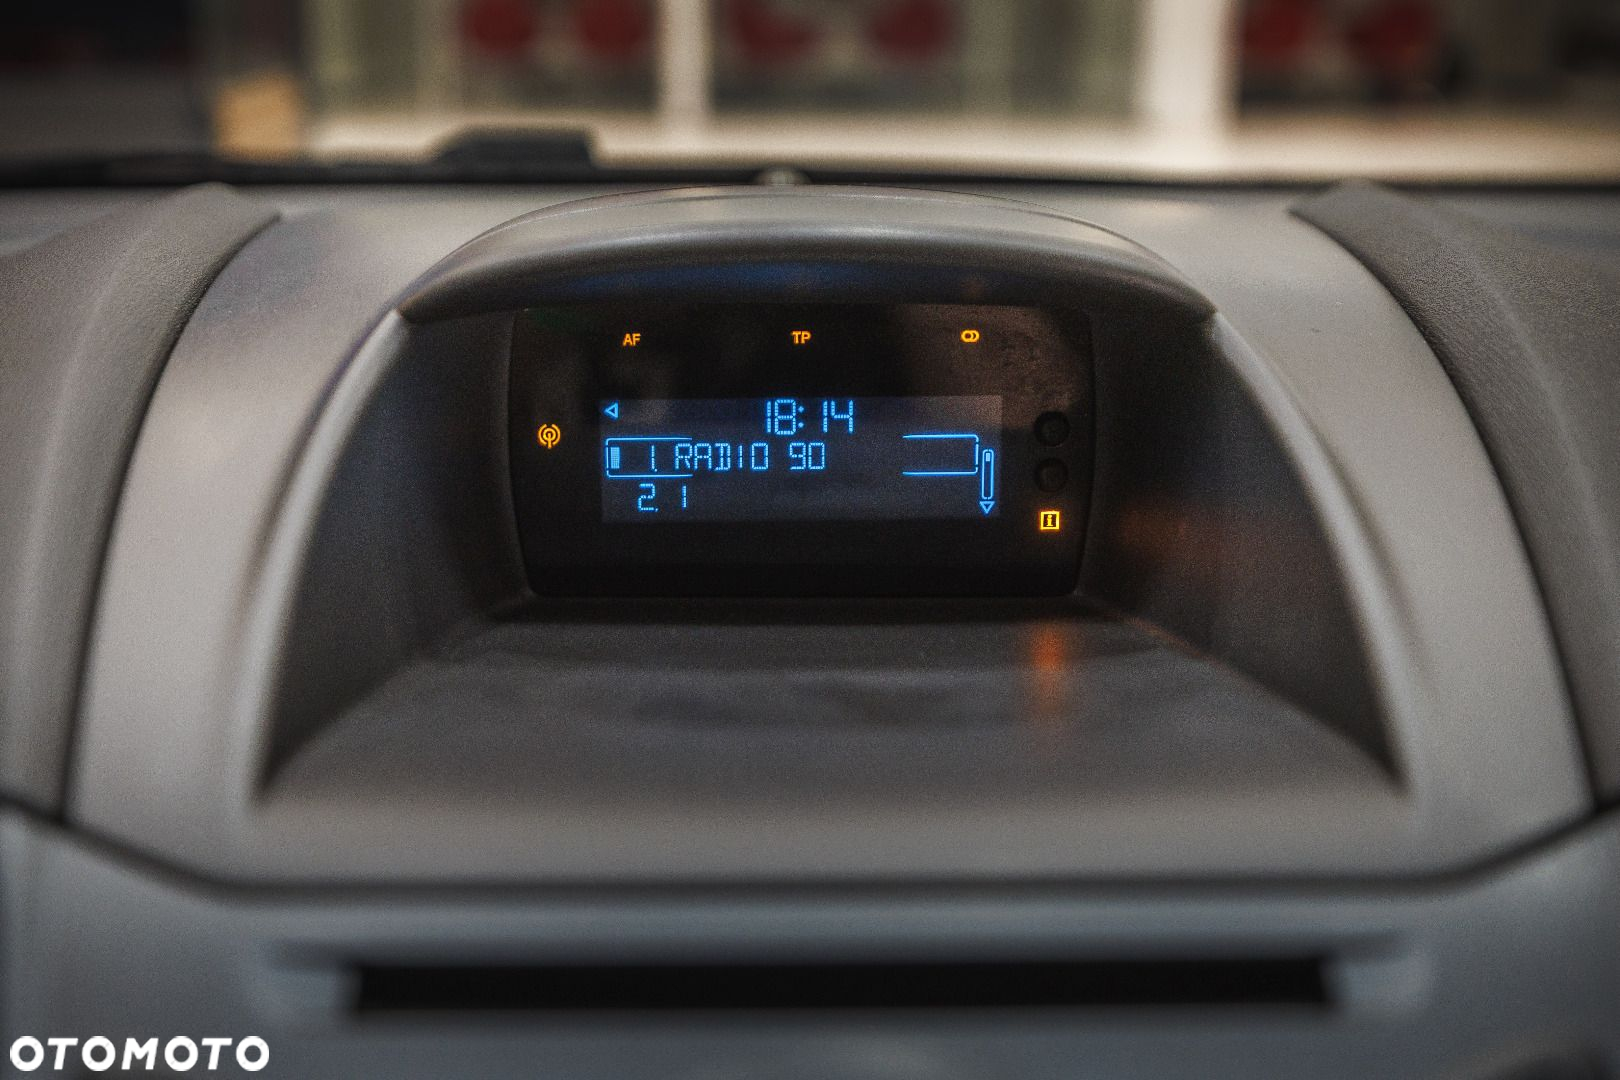 AF TP
18:14
1. RADIO 90
2. 1
i
OTOMOTO